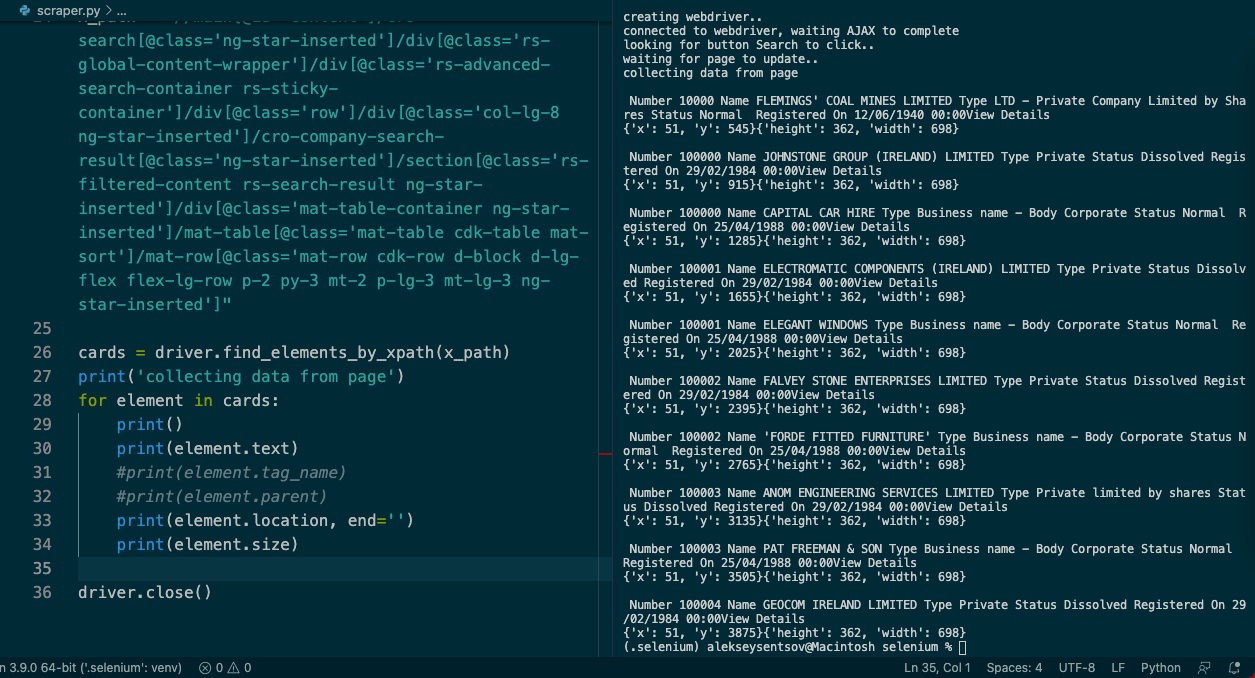 scraper.py > ...
search[@class='ng-star-inserted']/div[@class='rs-
global-content-wrapper']/div[@class='rs-advanced-
search-container rs-sticky-
container']/div[@class='row']/div[@class='col-lg-8
ng-star-inserted']/cro-company-search-
result[@class='ng-star-inserted']/section[@class='rs-
filtered-content rs-search-result ng-star-
inserted']/div[@class='mat-table-container ng-star-
inserted']/mat-table[@class='mat-table cdk-table mat-
sort']/mat-row[@class='mat-row cdk-row d-block d-lg-
flex flex-lg-row p-2 py-3 mt-2 p-lg-3 mt-lg-3 ng-
star-inserted']"
25
26 cards = driver.find_elements_by_xpath(x_path)
27 print('collecting data from page')
28 for element in cards:
29 print()
30 print(element.text)
31 #print(element.tag_name)
32 #print(element.parent)
33 print(element.location, end='')
34 print(element.size)
35
36 driver.close()
creating webdriver..
connected to webdriver, waiting AJAX to complete
looking for button Search to click..
waiting for page to update..
collecting data from page
Number 10000 Name FLEMINGS' COAL MINES LIMITED Type LTD - Private Company Limited by Sha
res Status Normal  Registered On 12/06/1940 00:00View Details
{'x': 51, 'y': 545}{'height': 362, 'width': 698}
Number 100000 Name JOHNSTONE GROUP (IRELAND) LIMITED Type Private Status Dissolved Regis
tered On 29/02/1984 00:00View Details
{'x': 51, 'y': 915}{'height': 362, 'width': 698}
Number 100000 Name CAPITAL CAR HIRE Type Business name - Body Corporate Status Normal  R
egistered On 25/04/1988 00:00View Details
{'x': 51, 'y': 1285}{'height': 362, 'width': 698}
Number 100001 Name ELECTROMATIC COMPONENTS (IRELAND) LIMITED Type Private Status Dissolv
ed Registered On 29/02/1984 00:00View Details
{'x': 51, 'y': 1655}{'height': 362, 'width': 698}
Number 100001 Name ELEGANT WINDOWS Type Business name - Body Corporate Status Normal  Re
gistered On 25/04/1988 00:00View Details
{'x': 51, 'y': 2025}{'height': 362, 'width': 698}
Number 100002 Name FALVEY STONE ENTERPRISES LIMITED Type Private Status Dissolved Regist
ered On 29/02/1984 00:00View Details
{'x': 51, 'y': 2395}{'height': 362, 'width': 698}
Number 100002 Name 'FORDE FITTED FURNITURE' Type Business name - Body Corporate Status N
ormal  Registered On 25/04/1988 00:00View Details
{'x': 51, 'y': 2765}{'height': 362, 'width': 698}
Number 100003 Name ANOM ENGINEERING SERVICES LIMITED Type Private limited by shares Stat
us Dissolved Registered On 29/02/1984 00:00View Details
{'x': 51, 'y': 3135}{'height': 362, 'width': 698}
Number 100003 Name PAT FREEMAN & SON Type Business name - Body Corporate Status Normal
Registered On 25/04/1988 00:00View Details
{'x': 51, 'y': 3505}{'height': 362, 'width': 698}
Number 100004 Name GEOCOM IRELAND LIMITED Type Private Status Dissolved Registered On 29
/02/1984 00:00View Details
{'x': 51, 'y': 3875}{'height': 362, 'width': 698}
(.selenium) alekseysentsov@Macintosh selenium %
n 3.9.0 64-bit ('.selenium': venv) 0 0 Ln 35, Col 1 Spaces: 4 UTF-8 LF Python